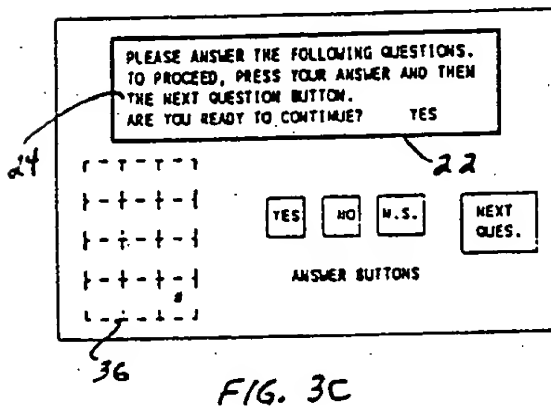 PLEASE ANSWER THE FOLLOWING QUESTIONS.
TO PROCEED, PRESS YOUR ANSWER AND THEN
THE NEXT QUESTION BUTTON.
ARE YOU READY TO CONTINUE? YES
24
22
YES NO N.S. NEXT
QUES.
ANSWER BUTTONS
#
36
FIG. 3C